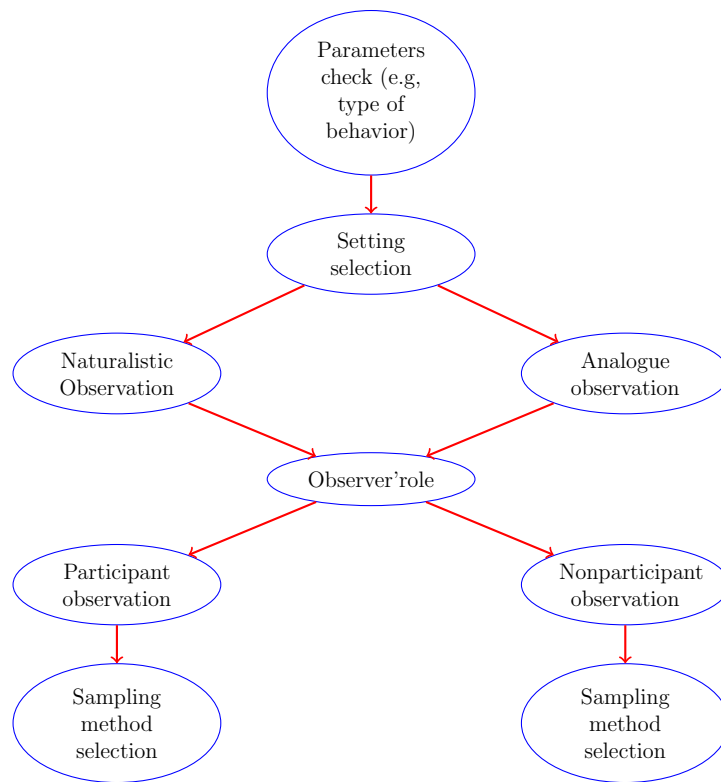 Parameters
check (e.g,
type of
behavior)
Setting
selection
Naturalistic
Observation
Analogue
observation
Observer'role
Participant
observation
Nonparticipant
observation
Sampling
method
selection
Sampling
method
selection